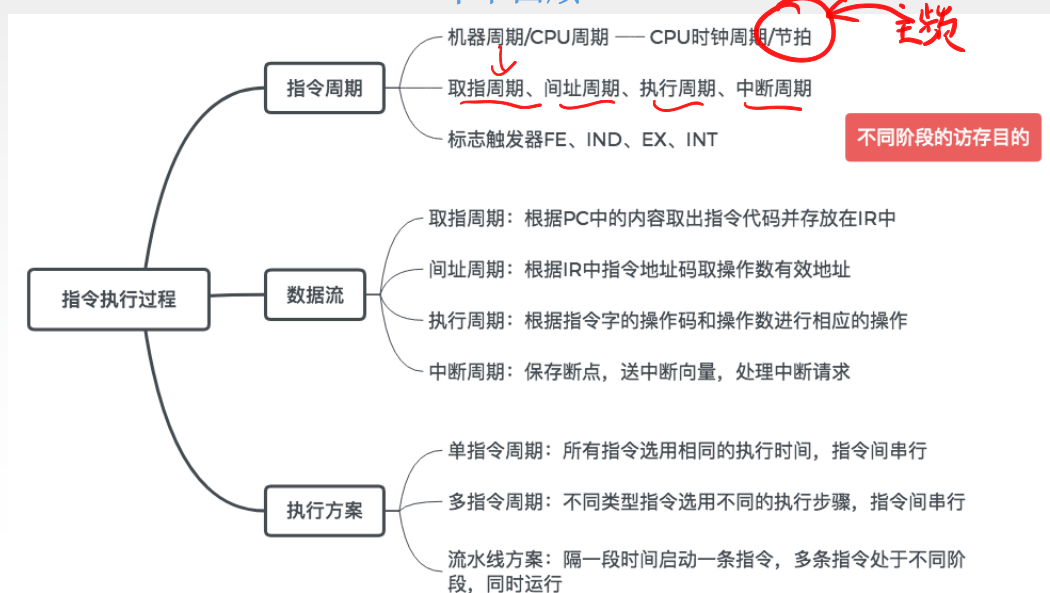 机器周期/CPU周期 —— CPU时钟周期/节拍
主频
指令周期
取指周期、间址周期、执行周期、中断周期
标志触发器FE、IND、EX、INT
不同阶段的访存目的
取指周期：根据PC中的内容取出指令代码并存放在IR中
间址周期：根据IR中指令地址码取操作数有效地址
指令执行过程
数据流
执行周期：根据指令字的操作码和操作数进行相应的操作
中断周期：保存断点，送中断向量，处理中断请求
单指令周期：所有指令选用相同的执行时间，指令间串行
执行方案
多指令周期：不同类型指令选用不同的执行步骤，指令间串行
流水线方案：隔一段时间启动一条指令，多条指令处于不同阶
段，同时运行